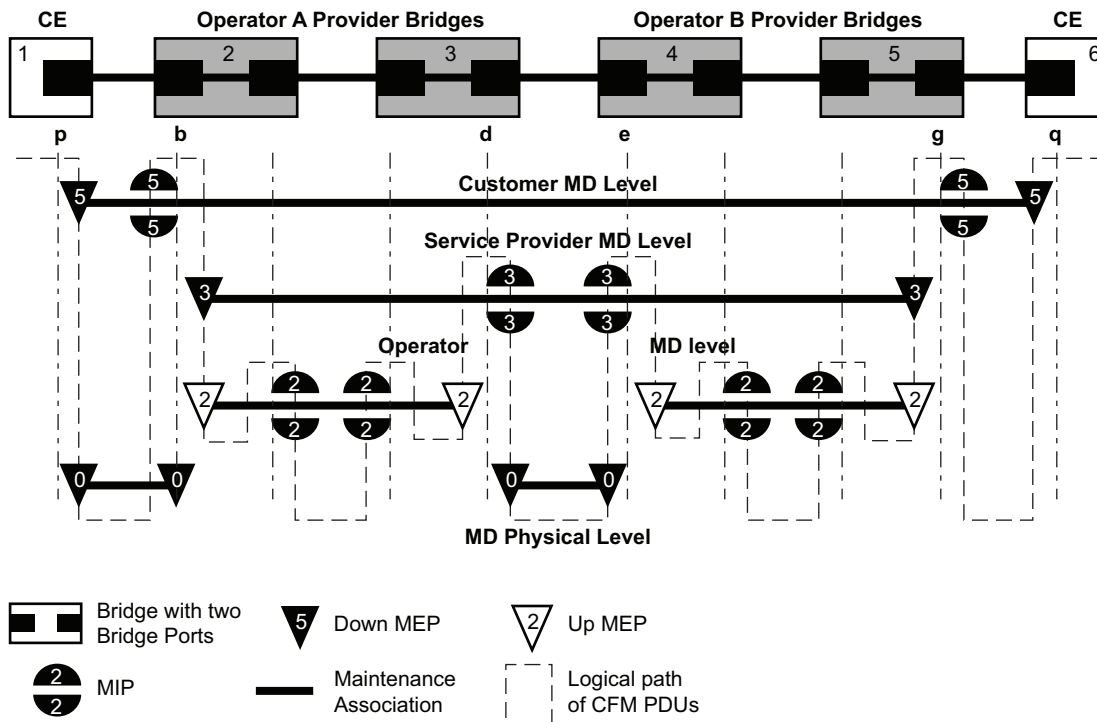 CE Operator A Provider Bridges Operator B Provider Bridges CE
1 2 3 4 5 6
p b d e g q
5 5 5 5
Customer MD Level
5 5
Service Provider MD Level
3 3
3 3
3 3
Operator MD level
2 2 2 2
2 2 2 2
2 2 2 2
0 0 0 0
MD Physical Level
Bridge with two
Bridge Ports
5 Down MEP
2 Up MEP
2
2
MIP
Maintenance
Association
Logical path
of CFM PDUs